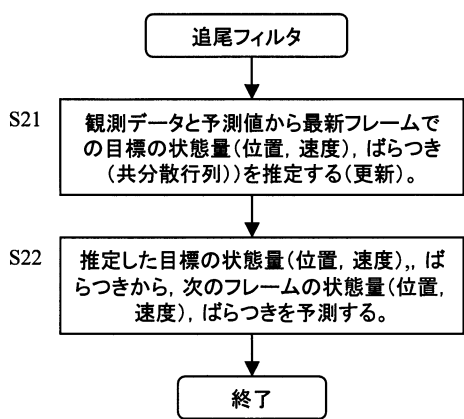 追尾フィルタ
S21
観測データと予測値から最新フレームで
の目標の状態量(位置, 速度), ばらつき
(共分散行列))を推定する(更新)。
S22
推定した目標の状態量(位置, 速度),, ば
らつきから, 次のフレームの状態量(位置,
速度), ばらつきを予測する。
終了